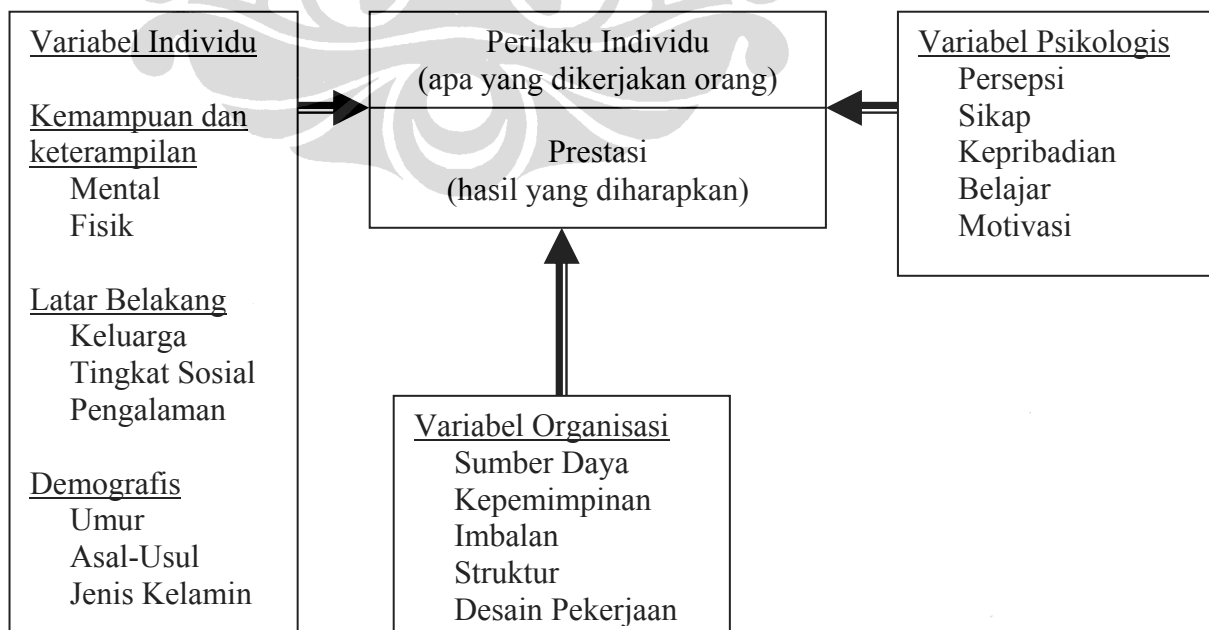 Variabel Individu
Kemampuan dan
keterampilan
Mental
Fisik
Latar Belakang
Keluarga
Tingkat Sosial
Pengalaman
Demografis
Umur
Asal-Usul
Jenis Kelamin
Perilaku Individu
(apa yang dikerjakan orang)
Prestasi
(hasil yang diharapkan)
Variabel Psikologis
Persepsi
Sikap
Kepribadian
Belajar
Motivasi
Variabel Organisasi
Sumber Daya
Kepemimpinan
Imbalan
Struktur
Desain Pekerjaan